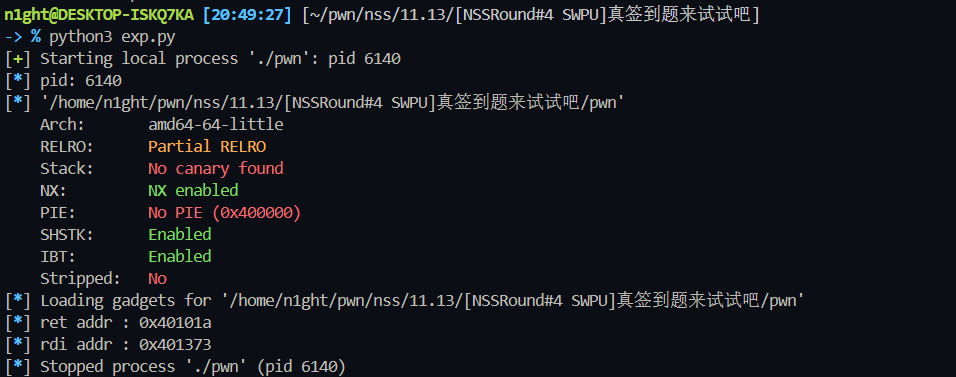 n1ght@DESKTOP-ISKQ7KA [20:49:27] [~/pwn/nss/11.13/[NSSRound#4 SWPU]真签到题来试试吧]
-> % python3 exp.py
[+] Starting local process './pwn': pid 6140
[*] pid: 6140
[*] '/home/n1ght/pwn/nss/11.13/[NSSRound#4 SWPU]真签到题来试试吧/pwn'
    Arch:       amd64-64-little
    RELRO:      Partial RELRO
    Stack:      No canary found
    NX:         NX enabled
    PIE:        No PIE (0x400000)
    SHSTK:      Enabled
    IBT:        Enabled
    Stripped:   No
[*] Loading gadgets for '/home/n1ght/pwn/nss/11.13/[NSSRound#4 SWPU]真签到题来试试吧/pwn'
[*] ret addr : 0x40101a
[*] rdi addr : 0x401373
[*] Stopped process './pwn' (pid 6140)